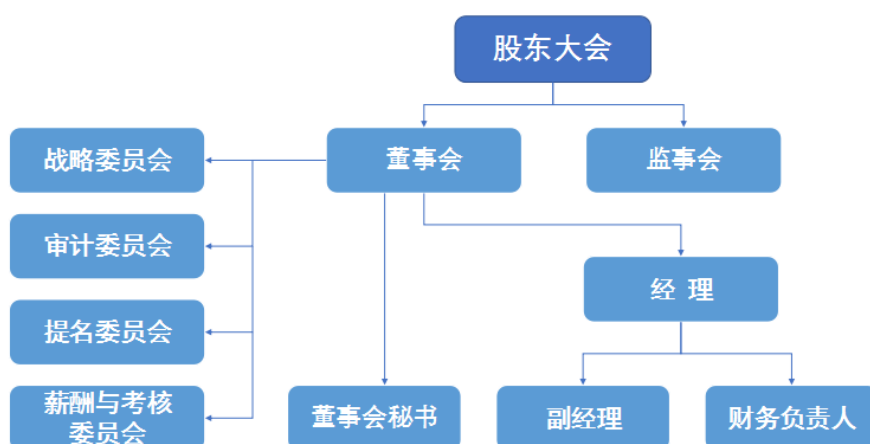 股东大会
董事会
监事会
战略委员会
审计委员会
提名委员会
薪酬与考核
委员会
经 理
董事会秘书
副经理
财务负责人